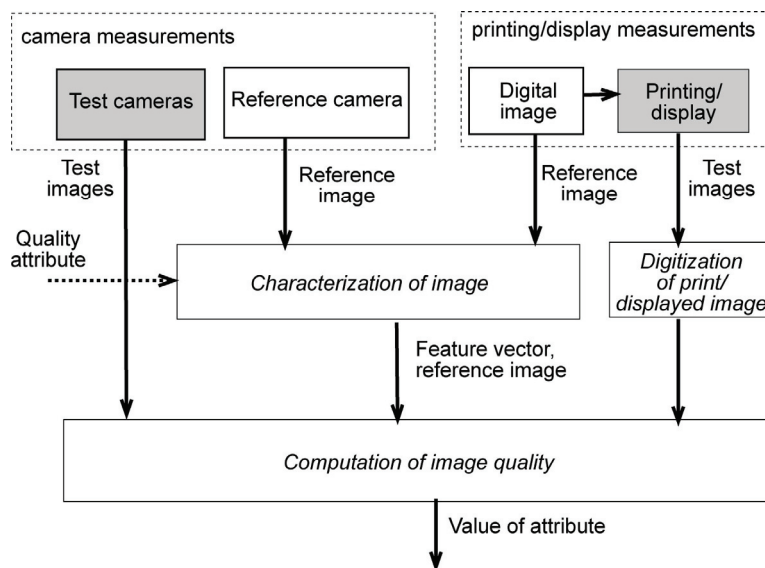 camera measurements
printing/display measurements
Test cameras
Reference camera
Digital
image
Printing/
display
Test
images
Reference
image
Reference
image
Test
images
Quality
attribute
Characterization of image
Digitization
of print/
displayed image
Feature vector,
reference image
Computation of image quality
Value of attribute